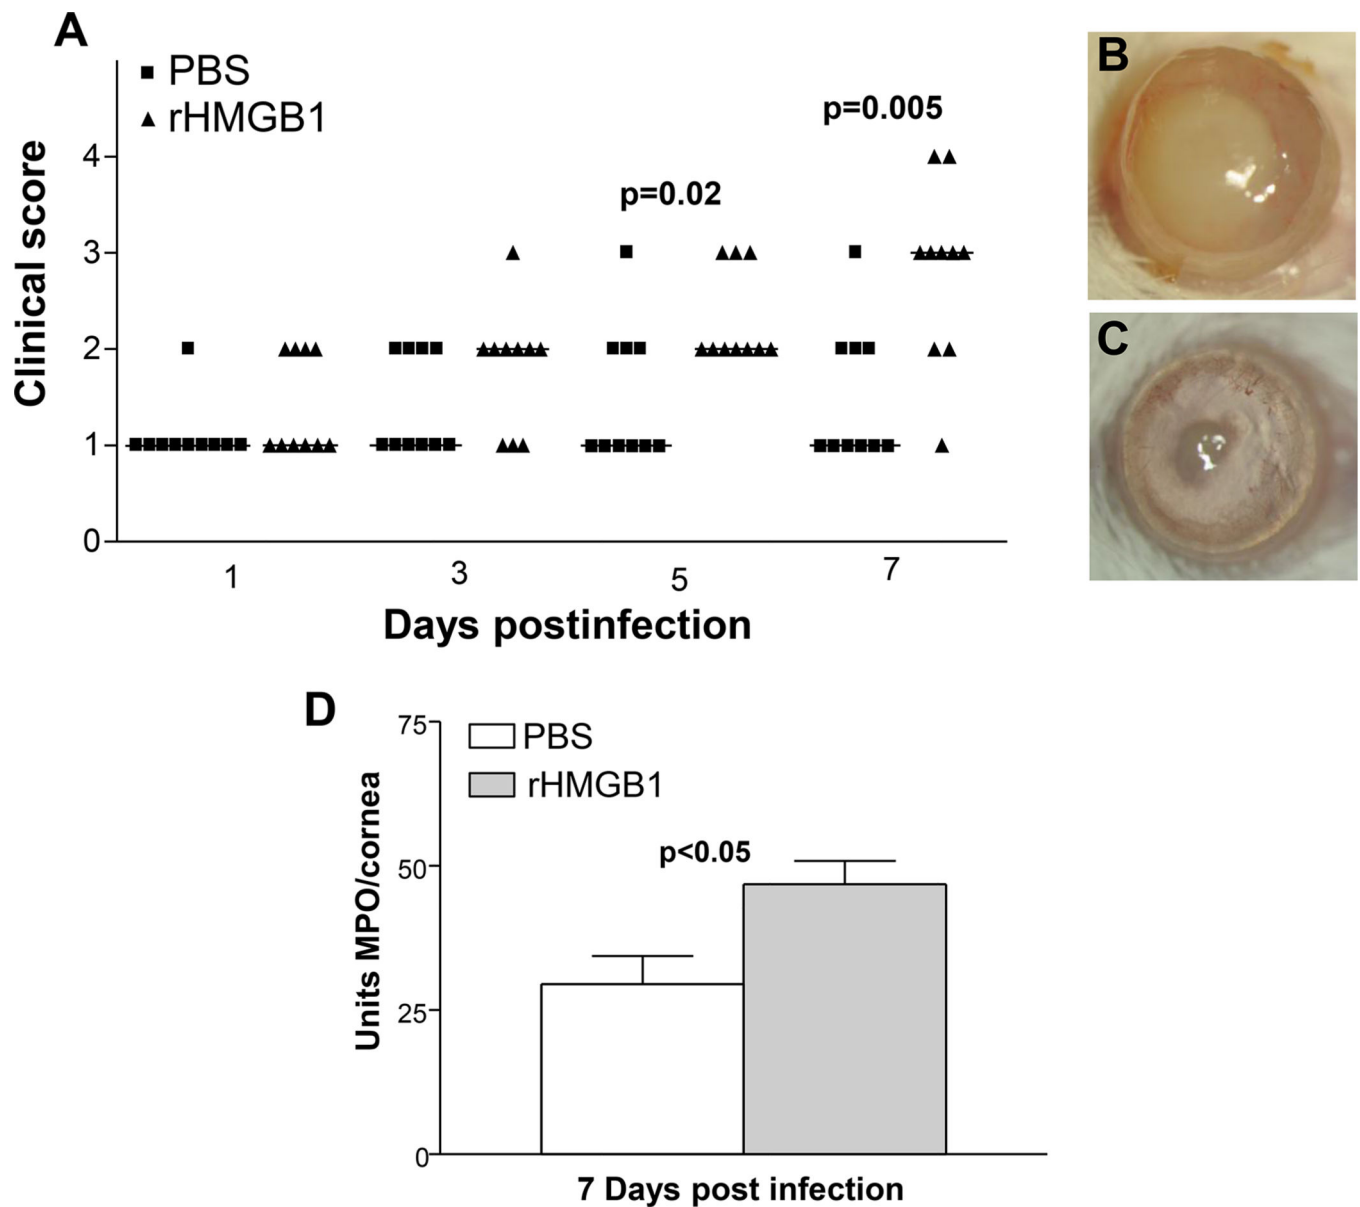 A
PBS
rHMGB1
p=0.005
p=0.02
Clinical score
4
3
2
1
0
1
3
5
7
Days postinfection
B
C
D
75
50
25
0
PBS
rHMGB1
p<0.05
Units MPO/cornea
7 Days post infection